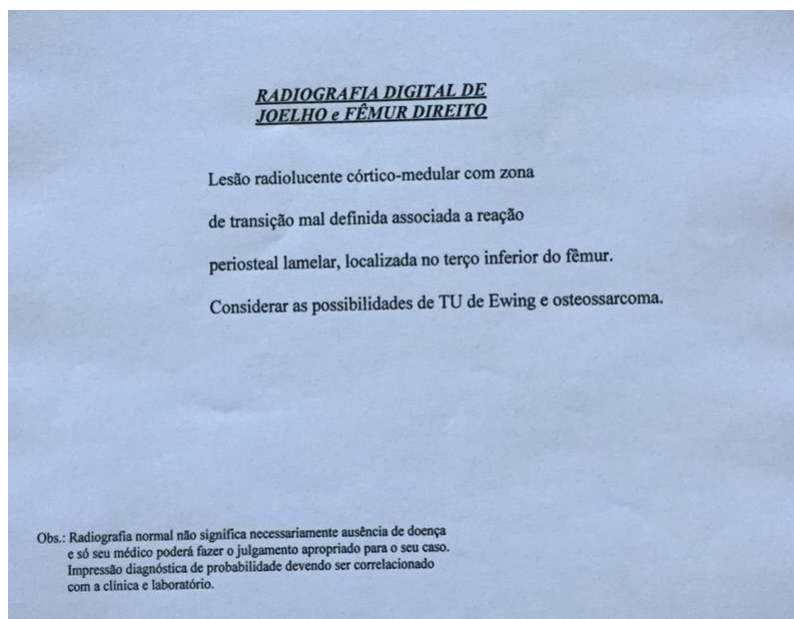 RADIOGRAFIA DIGITAL DE
JOELHO e FÊMUR DIREITO
Lesão radiolucente córtico-medular com zona
de transição mal definida associada a reação
periosteal lamelar, localizada no terço inferior do fêmur.
Considerar as possibilidades de TU de Ewing e osteossarcoma.
Obs.: Radiografia normal não significa necessariamente ausência de doença
e só seu médico poderá fazer o julgamento apropriado para o seu caso.
Impressão diagnóstica de probabilidade devendo ser correlacionado
com a clínica e laboratório.